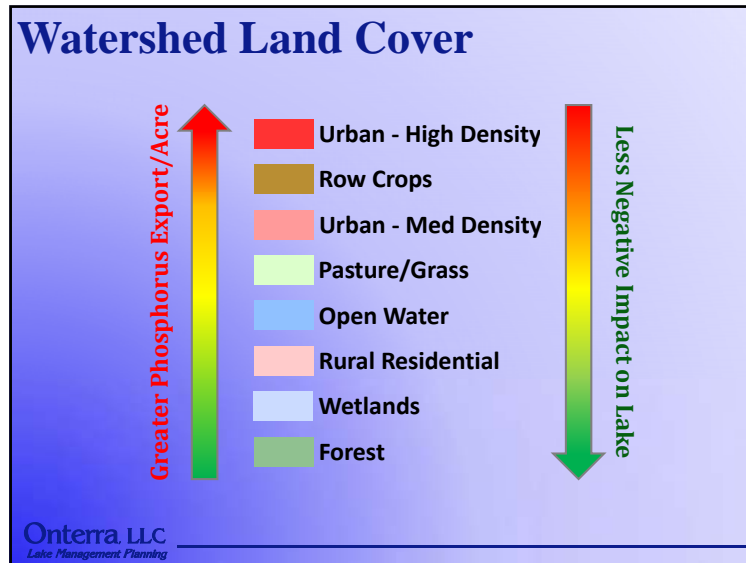 Watershed Land Cover
Greater Phosphorus Export/Acre
Urban - High Density
Row Crops
Urban - Med Density
Pasture/Grass
Open Water
Rural Residential
Wetlands
Forest
Less Negative Impact on Lake
Onterra, LLC
Lake Management Planning